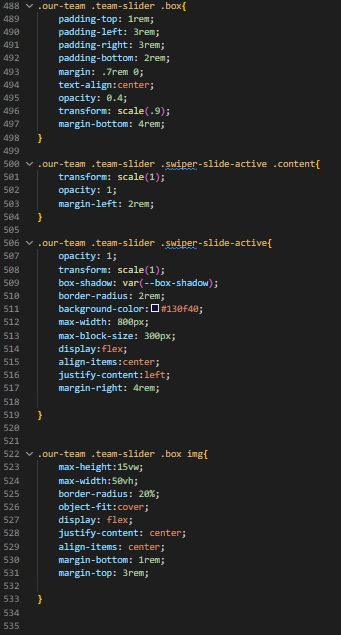 488 .our-team .team-slider .box{
489 padding-top: 1rem;
490 padding-left: 3rem;
491 padding-right: 3rem;
492 padding-bottom: 2rem;
493 margin: .7rem 0;
494 text-align:center;
495 opacity: 0.4;
496 transform: scale(.9);
497 margin-bottom: 4rem;
498 }
499
500 .our-team .team-slider .swiper-slide-active .content{
501 transform: scale(1);
502 opacity: 1;
503 margin-left: 2rem;
504 }
505
506 .our-team .team-slider .swiper-slide-active{
507 opacity: 1;
508 transform: scale(1);
509 box-shadow: var(--box-shadow);
510 border-radius: 2rem;
511 background-color:#130f40;
512 max-width: 800px;
513 max-block-size: 300px;
514 display:flex;
515 align-items:center;
516 justify-content:left;
517 margin-right: 4rem;
518
519 }
520
521
522 .our-team .team-slider .box img{
523 max-height:15vw;
524 max-width:50vh;
525 border-radius: 20%;
526 object-fit:cover;
527 display: flex;
528 justify-content: center;
529 align-items: center;
530 margin-bottom: 1rem;
531 margin-top: 3rem;
532
533 }
534
535